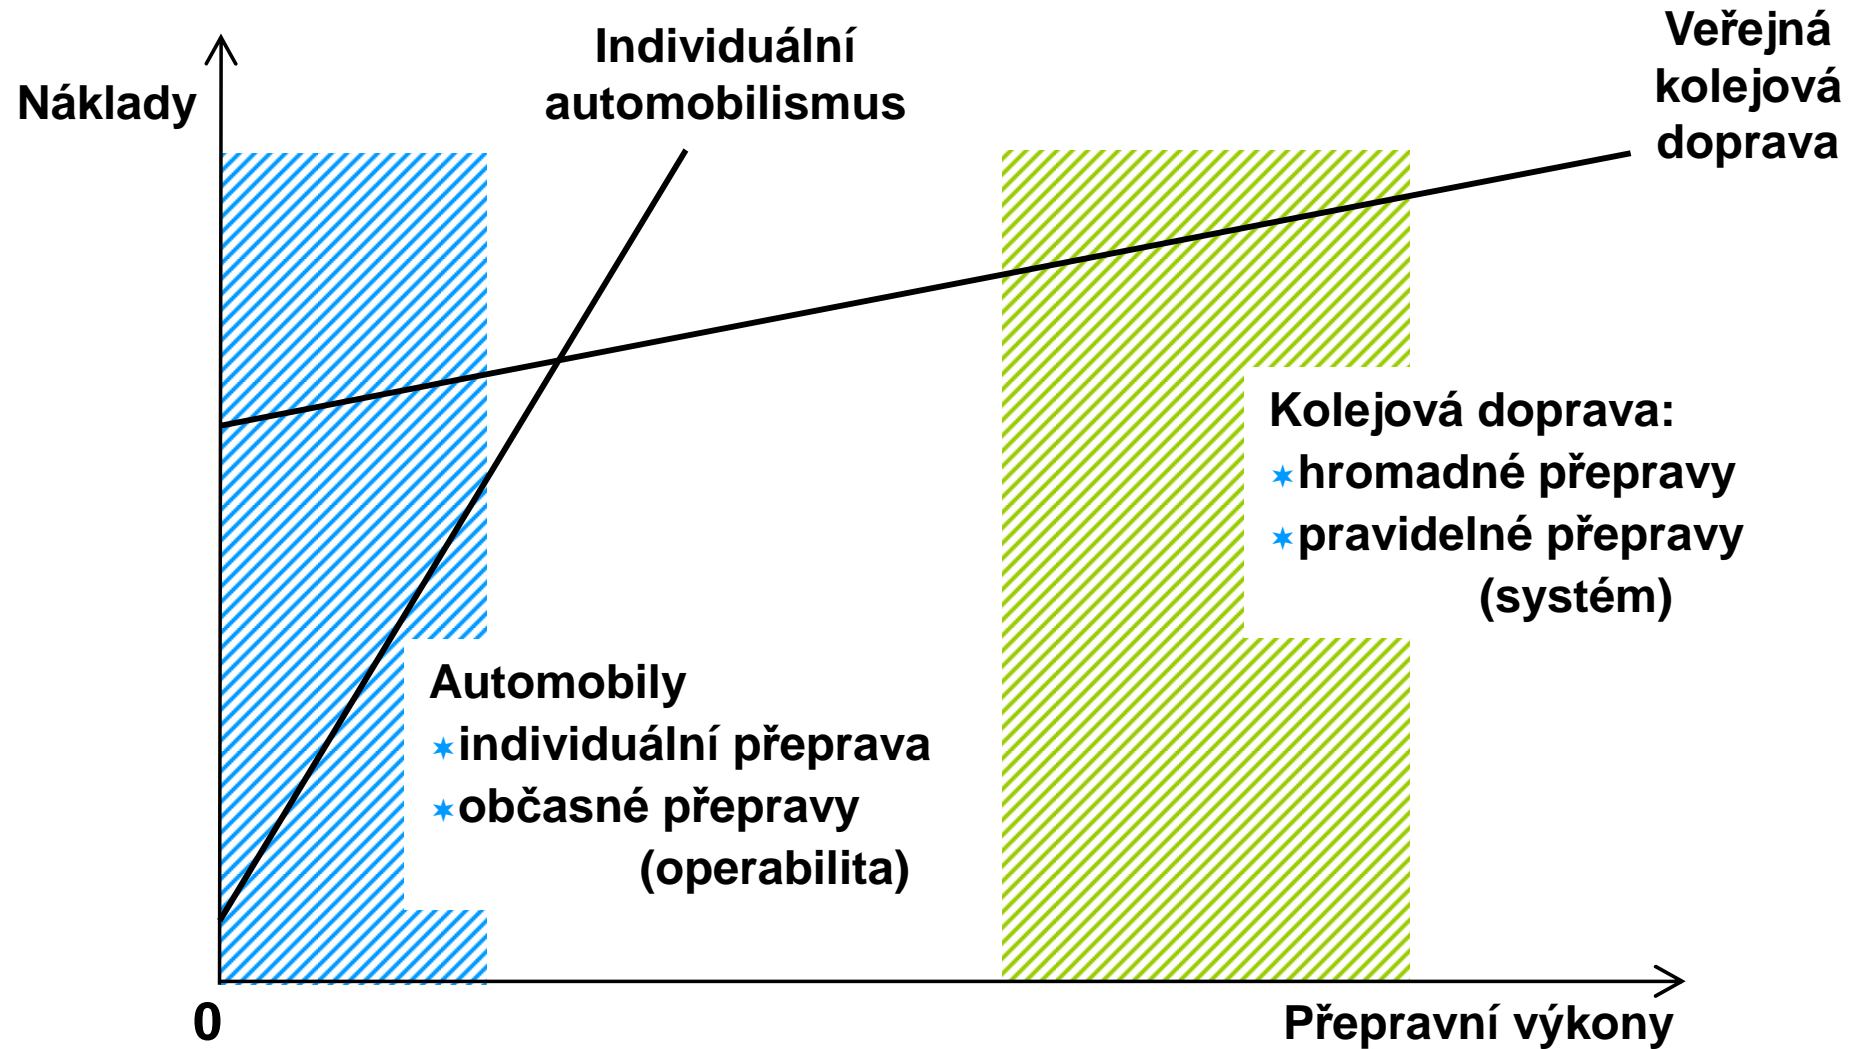 Náklady
Individuální
automobilismus
Veřejná
kolejová
doprava
Kolejová doprava:
✶hromadné přepravy
✶pravidelné přepravy
(systém)
Automobily
✶individuální přeprava
✶občasné přepravy
(operabilita)
0
Přepravní výkony